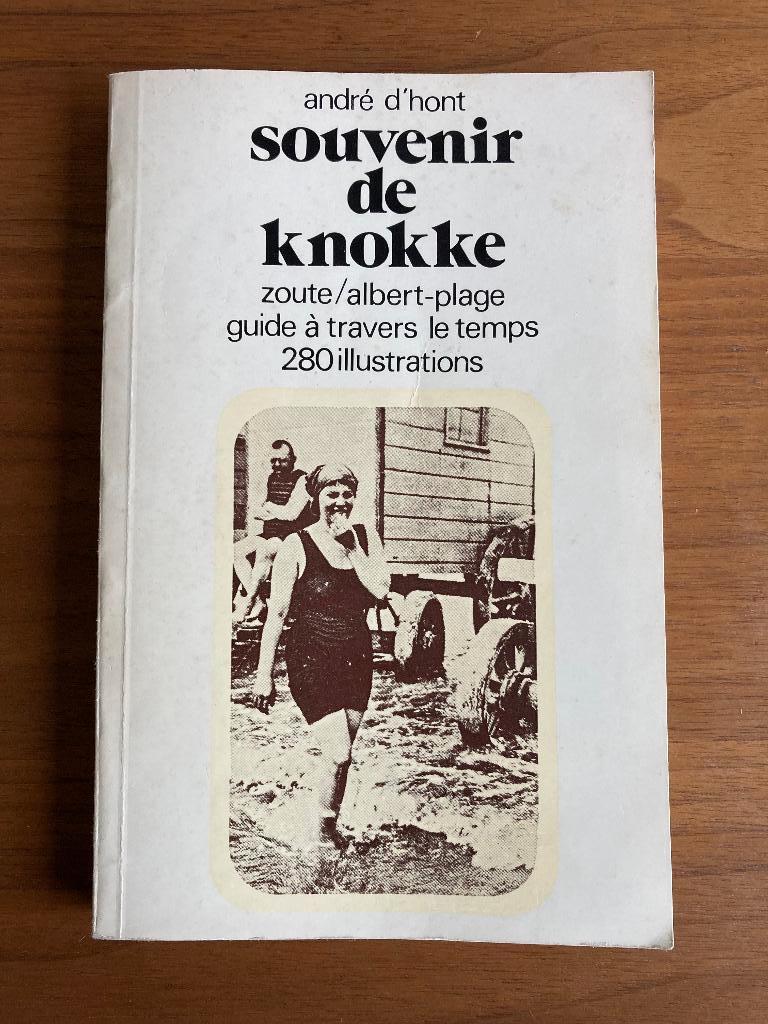 andré d'hont
souvenir
de
knokke
zoute/albert-plage
guide à travers le temps
280 illustrations